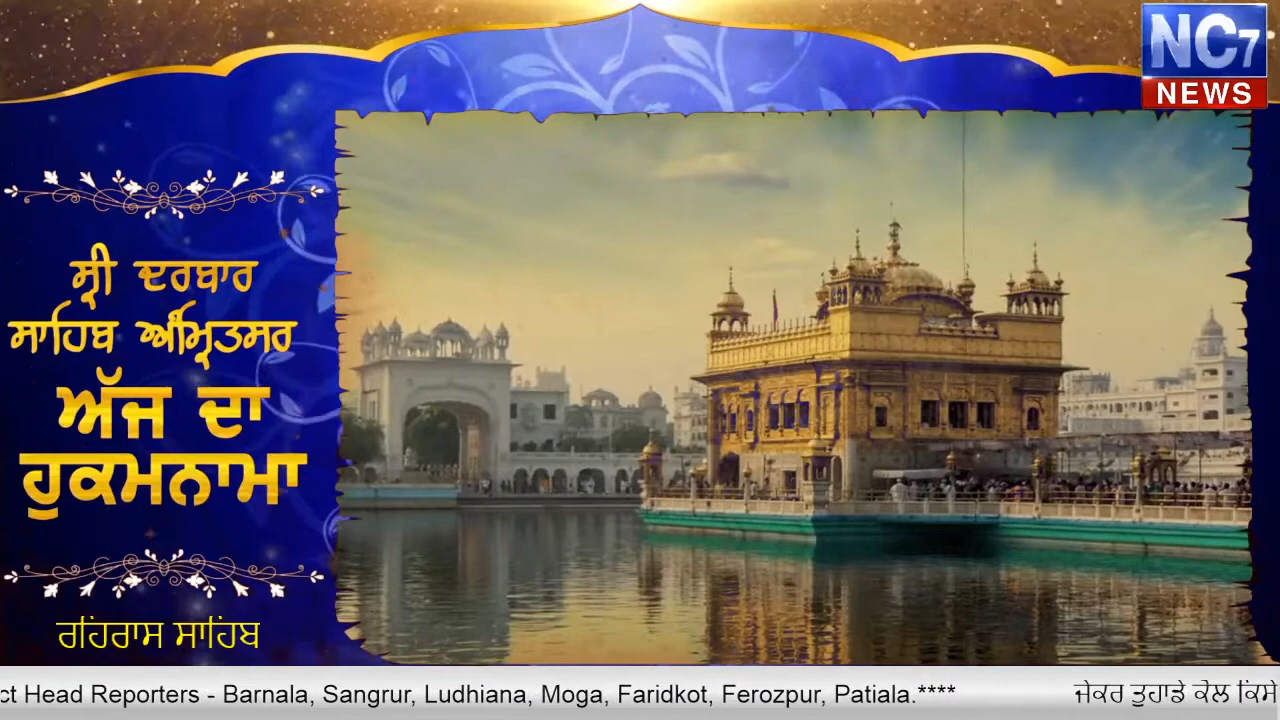 NC7
NEWS
ਸ੍ਰੀ ਦਰਬਾਰ
ਸਾਹਿਬ ਅੰਮ੍ਰਿਤਸਰ
ਅੱਜ ਦਾ
ਹੁਕਮਨਾਮਾ
ਰਹਿਰਾਸ ਸਾਹਿਬ
ct Head Reporters - Barnala, Sangrur, Ludhiana, Moga, Faridkot, Ferozpur, Patiala.**** ਜੇਕਰ ਤੁਹਾਡੇ ਕੋਲ ਕਿਸੇ